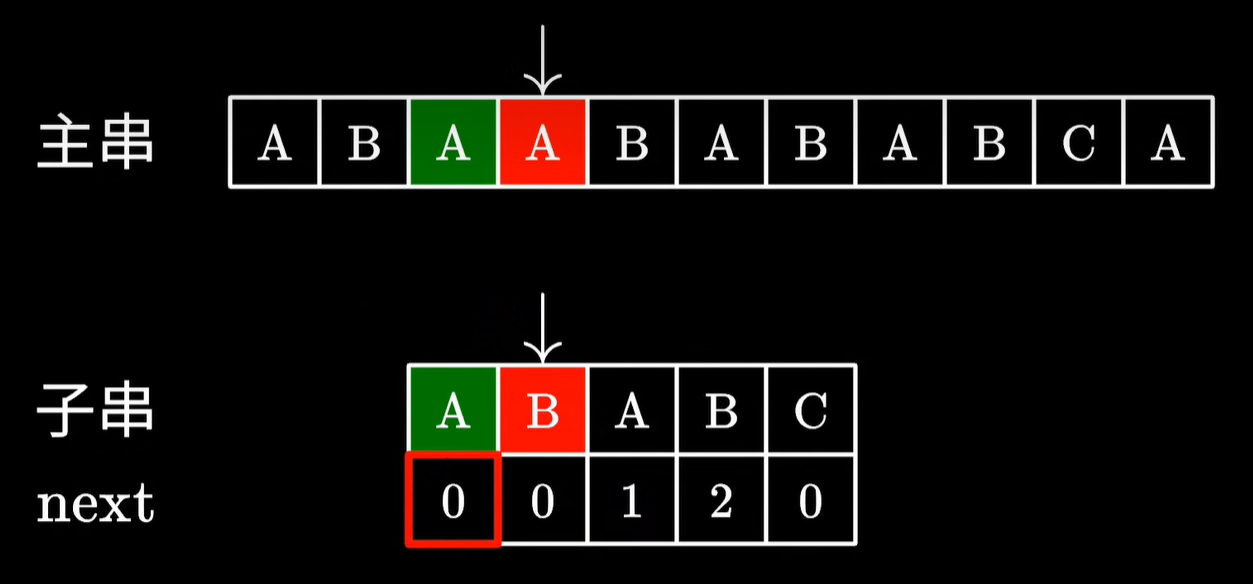 主串 A B A A B A B A B C A
子串 A B A B C
next 0 0 1 2 0